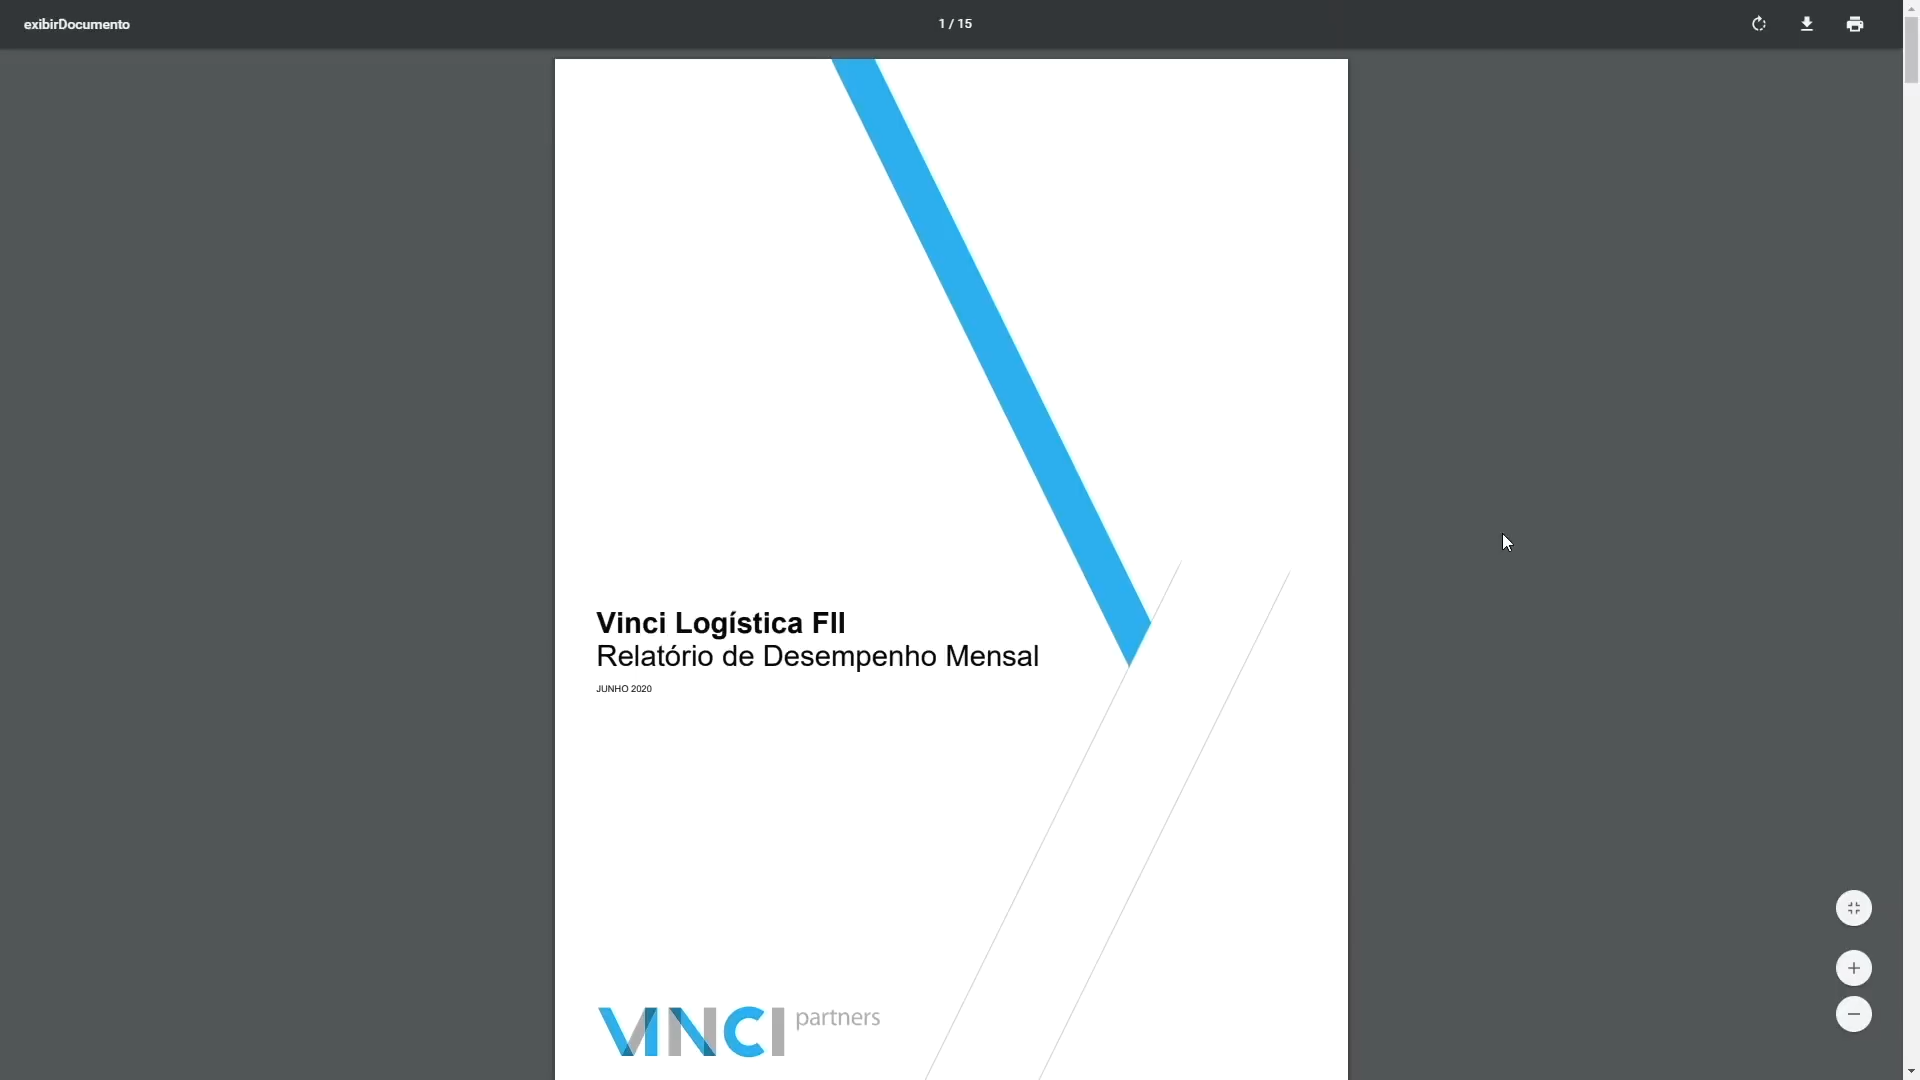 exibirDocumento
1 / 15
Vinci Logística FII
Relatório de Desempenho Mensal
JUNHO 2020
VINCI partners